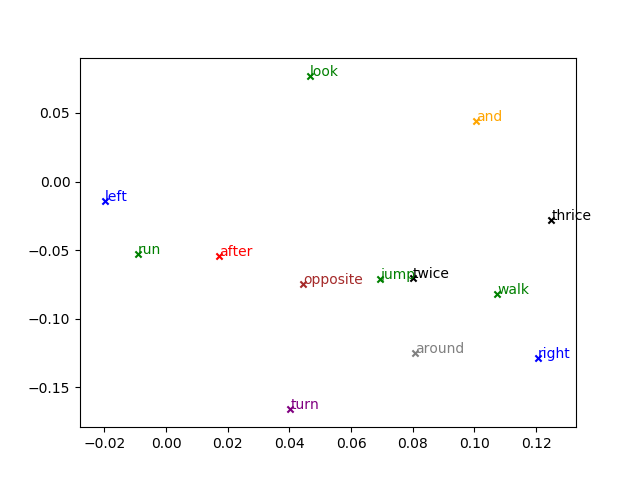 look
0.05
and
0.00
left
thrice
−0.05
run
after
opposite
jump
twice
walk
−0.10
around
right
−0.15
turn
−0.02
0.00
0.02
0.04
0.06
0.08
0.10
0.12